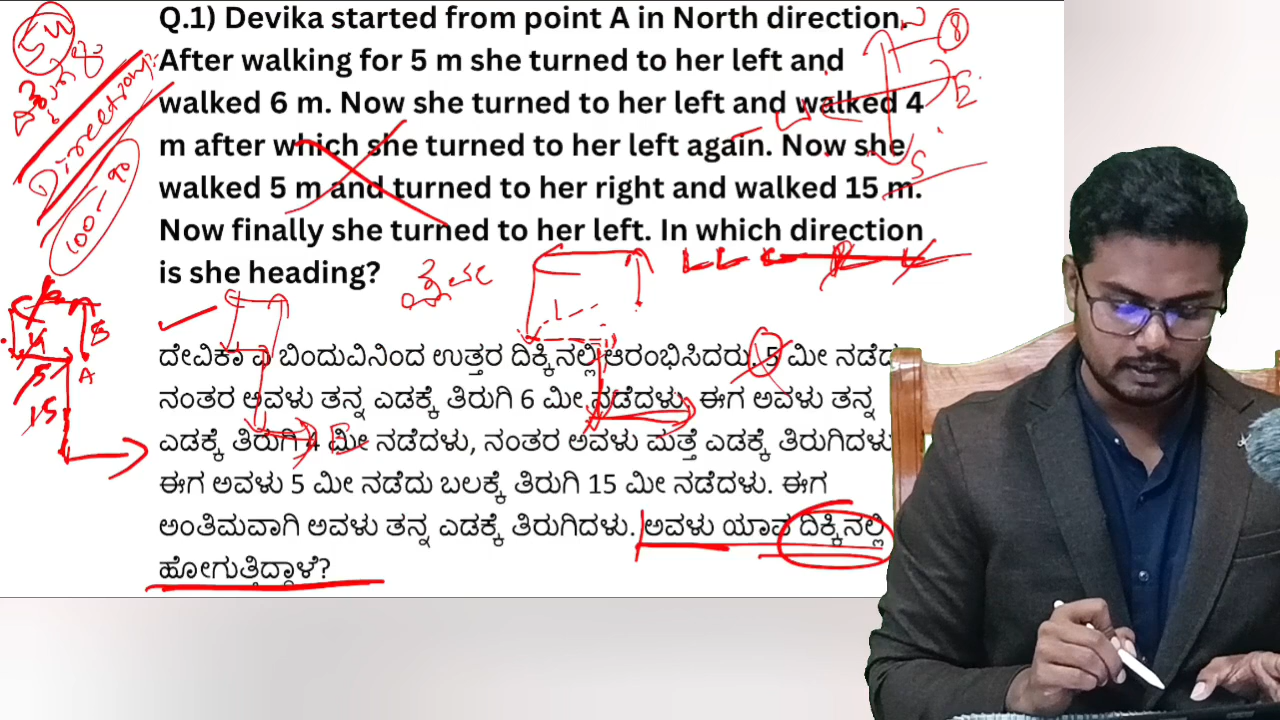 Q.1) Devika started from point A in North direction.
After walking for 5 m she turned to her left and
walked 6 m. Now she turned to her left and walked 4
m after which she turned to her left again. Now she
walked 5 m and turned to her right and walked 15 m.
Now finally she turned to her left. In which direction
is she heading?
ದೇವಿಕಾ ಎ ಬಿಂದುವಿನಿಂದ ಉತ್ತರ ದಿಕ್ಕಿನಲ್ಲಿ ಆರಂಭಿಸಿದರು. 5 ಮೀ ನಡೆದ
ನಂತರ ಅವಳು ತನ್ನ ಎಡಕ್ಕೆ ತಿರುಗಿ 6 ಮೀ ನಡೆದಳು. ಈಗ ಅವಳು ತನ್ನ
ಎಡಕ್ಕೆ ತಿರುಗಿ 4 ಮೀ ನಡೆದಳು, ನಂತರ ಅವಳು ಮತ್ತೆ ಎಡಕ್ಕೆ ತಿರುಗಿದಳು
ಈಗ ಅವಳು 5 ಮೀ ನಡೆದು ಬಲಕ್ಕೆ ತಿರುಗಿ 15 ಮೀ ನಡೆದಳು. ಈಗ
ಅಂತಿಮವಾಗಿ ಅವಳು ತನ್ನ ಎಡಕ್ಕೆ ತಿರುಗಿದಳು. ಅವಳು ಯಾವ ದಿಕ್ಕಿನಲ್ಲಿ
ಹೋಗುತ್ತಿದ್ದಾಳೆ?
Directions:
100-90
N
8
E
W
S
A
15
E